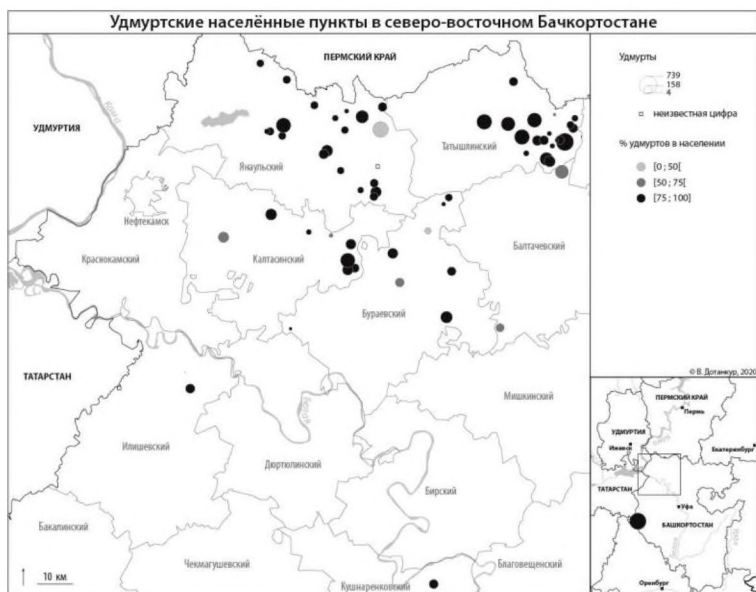 Удмуртские населённые пункты в северо-восточном Бачкортостане
ПЕРМСКИЙ КРАЙ
Кама
УДМУРТИЯ
Янаульский
Татышлинский
Нефтекамск
Краснокамский
Калтасинский
Балтачевский
Бураевский
ТАТАРСТАН
Мишкинский
Илишевский
Дюртюлинский
Бирский
Бакалинский
Чекмагушевский
Благовещенский
Кушнаренковский
10 км
Удмурты
739
158
4
неизвестная цифра
% удмуртов в населении
[0 ; 50[
[50 ; 75[
[75 ; 100]
© В. Дотанкур, 2020
ПЕРМСКИЙ КРАЙ
Пермь
УДМУРТИЯ
Ижевск
Екатеринбург
ТАТАРСТАН
Уфа
БАШКОРТОСТАН
Оренбург